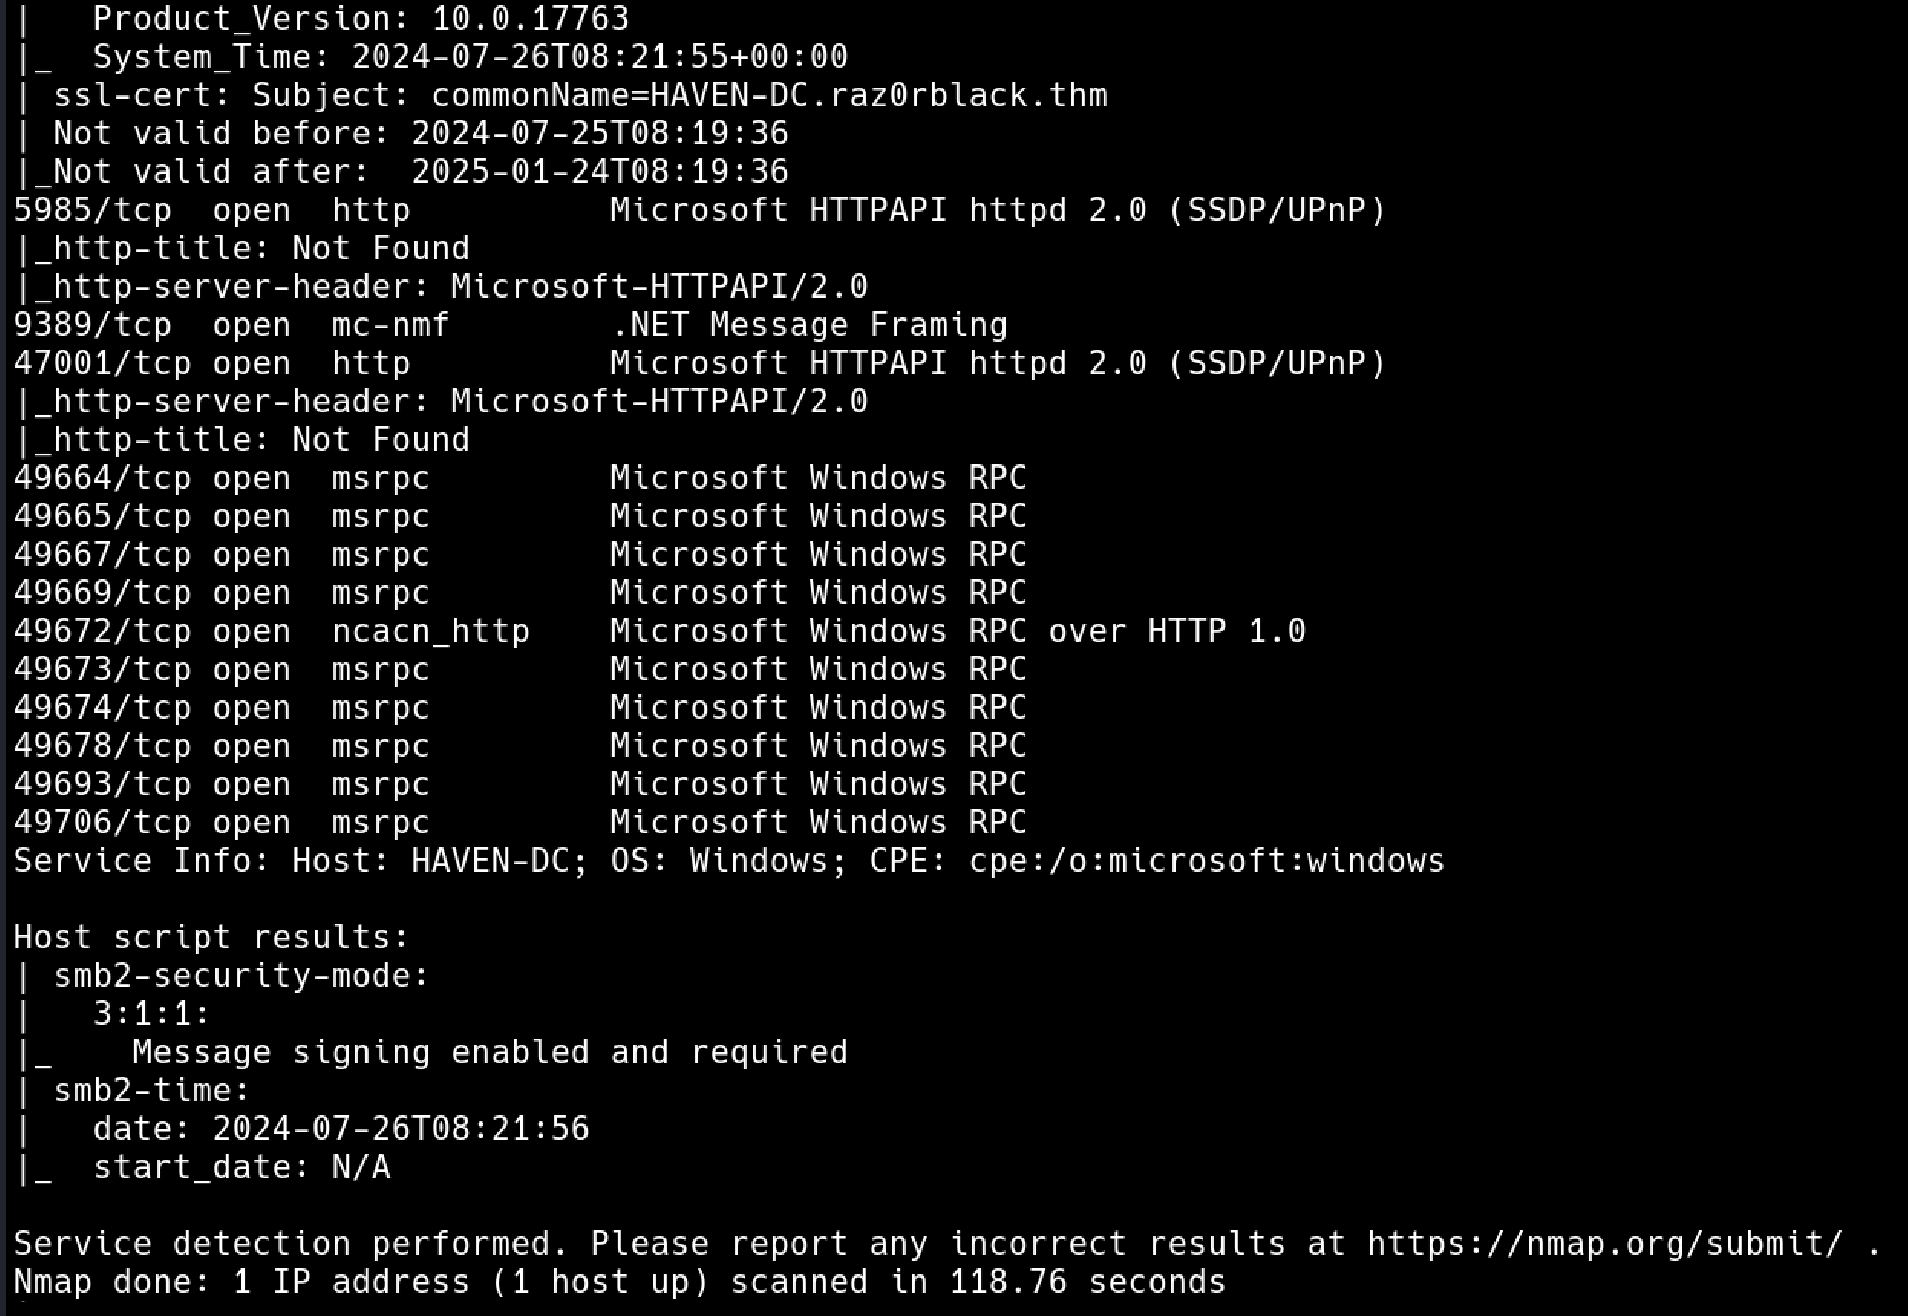 |   Product_Version: 10.0.17763
|_  System_Time: 2024-07-26T08:21:55+00:00
| ssl-cert: Subject: commonName=HAVEN-DC.raz0rblack.thm
| Not valid before: 2024-07-25T08:19:36
|_Not valid after:  2025-01-24T08:19:36
5985/tcp  open  http          Microsoft HTTPAPI httpd 2.0 (SSDP/UPnP)
|_http-title: Not Found
|_http-server-header: Microsoft-HTTPAPI/2.0
9389/tcp  open  mc-nmf        .NET Message Framing
47001/tcp open  http          Microsoft HTTPAPI httpd 2.0 (SSDP/UPnP)
|_http-server-header: Microsoft-HTTPAPI/2.0
|_http-title: Not Found
49664/tcp open  msrpc         Microsoft Windows RPC
49665/tcp open  msrpc         Microsoft Windows RPC
49667/tcp open  msrpc         Microsoft Windows RPC
49669/tcp open  msrpc         Microsoft Windows RPC
49672/tcp open  ncacn_http    Microsoft Windows RPC over HTTP 1.0
49673/tcp open  msrpc         Microsoft Windows RPC
49674/tcp open  msrpc         Microsoft Windows RPC
49678/tcp open  msrpc         Microsoft Windows RPC
49693/tcp open  msrpc         Microsoft Windows RPC
49706/tcp open  msrpc         Microsoft Windows RPC
Service Info: Host: HAVEN-DC; OS: Windows; CPE: cpe:/o:microsoft:windows

Host script results:
| smb2-security-mode:
|   3:1:1:
|_    Message signing enabled and required
| smb2-time:
|   date: 2024-07-26T08:21:56
|_  start_date: N/A

Service detection performed. Please report any incorrect results at https://nmap.org/submit/ .
Nmap done: 1 IP address (1 host up) scanned in 118.76 seconds